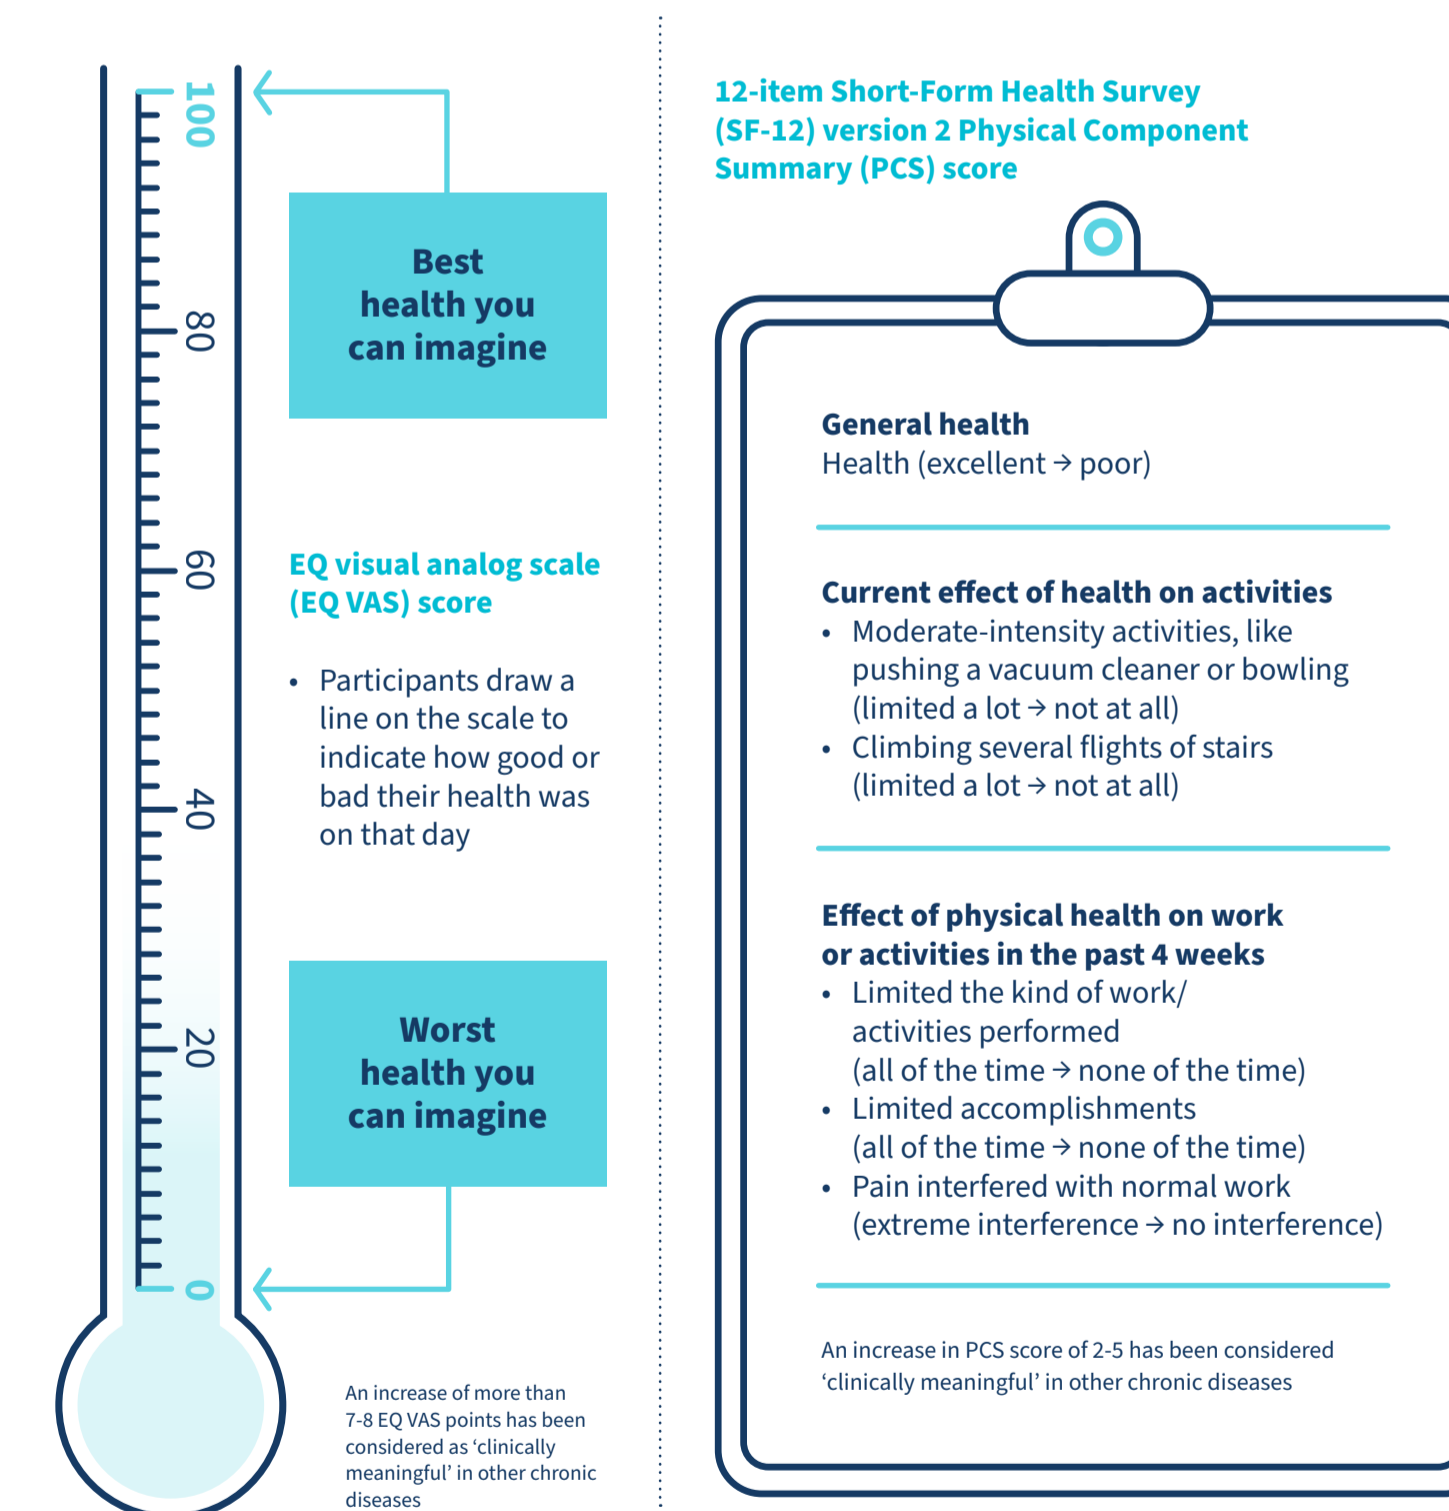 100
80
60
40
20
0
Best
health you
can imagine
EQ visual analog scale
(EQ VAS) score
• Participants draw a
line on the scale to
indicate how good or
bad their health was
on that day
Worst
health you
can imagine
An increase of more than
7-8 EQ VAS points has been
considered as ‘clinically
meaningful’ in other chronic
diseases
12-item Short-Form Health Survey
(SF-12) version 2 Physical Component
Summary (PCS) score
General health
Health (excellent → poor)
Current effect of health on activities
• Moderate-intensity activities, like
pushing a vacuum cleaner or bowling
(limited a lot → not at all)
• Climbing several flights of stairs
(limited a lot → not at all)
Effect of physical health on work
or activities in the past 4 weeks
• Limited the kind of work/
activities performed
(all of the time → none of the time)
• Limited accomplishments
(all of the time → none of the time)
• Pain interfered with normal work
(extreme interference → no interference)
An increase in PCS score of 2-5 has been considered
‘clinically meaningful’ in other chronic diseases